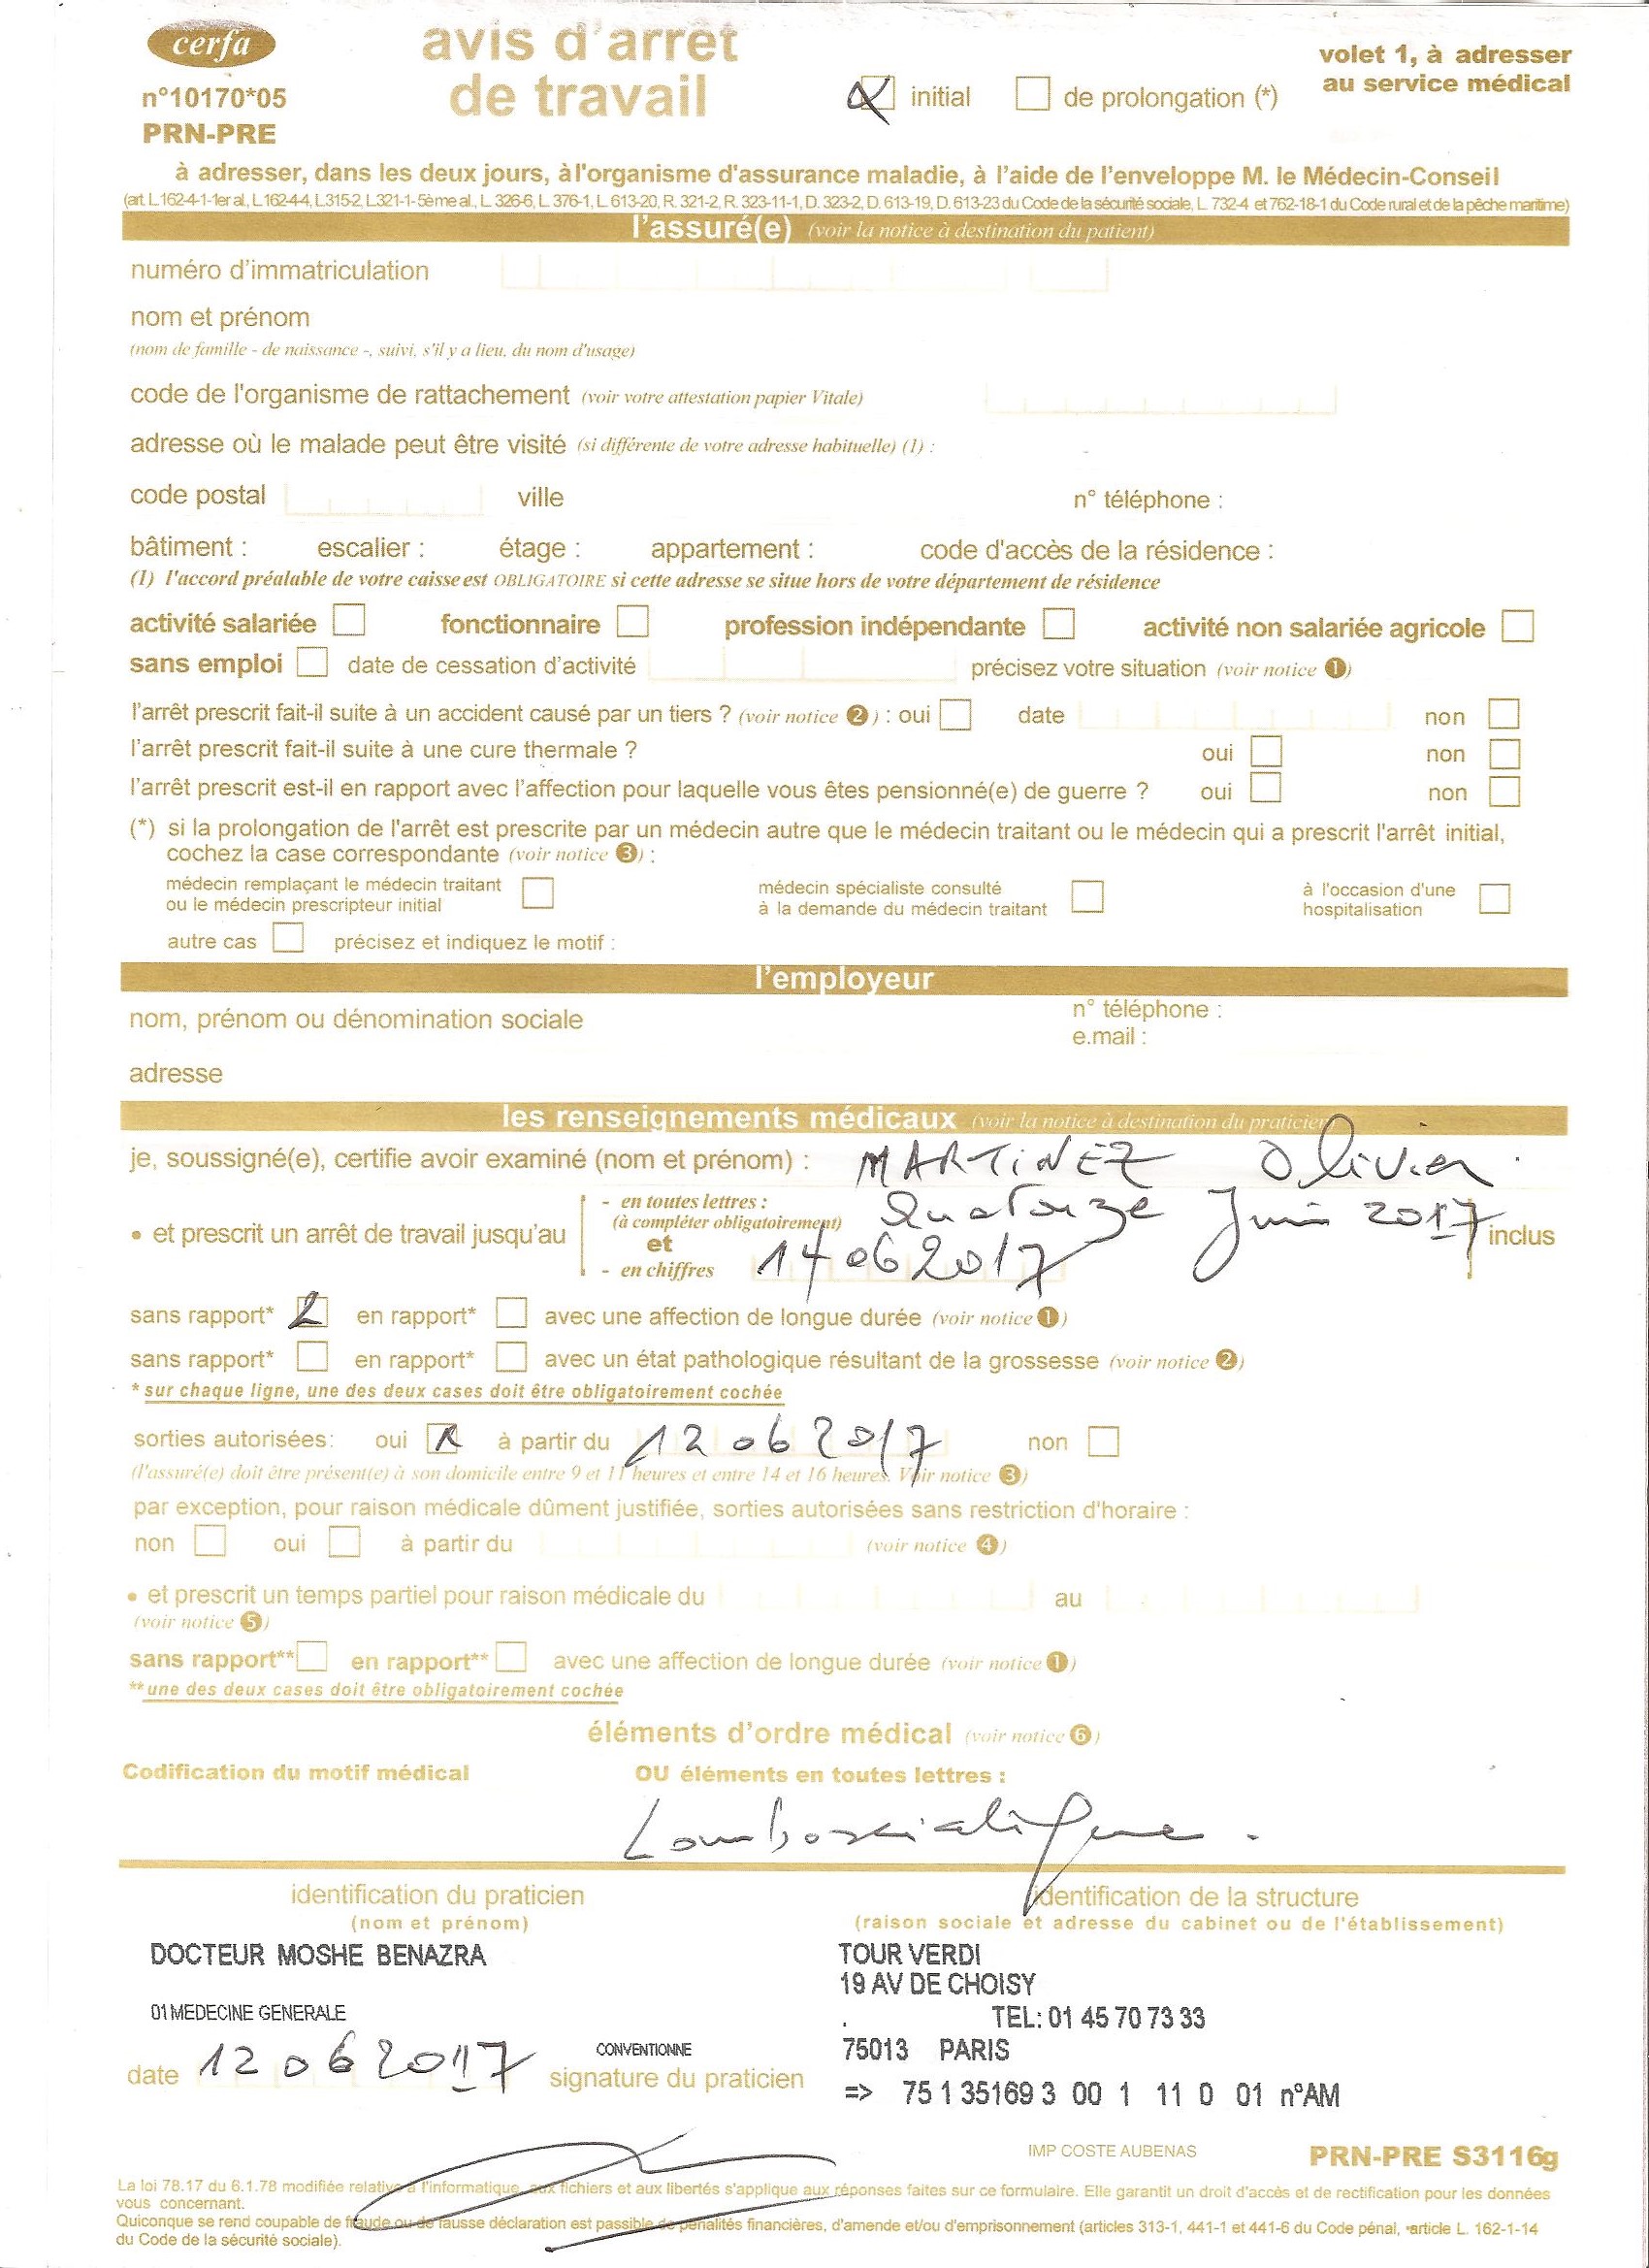 cerfa
n°10170*05
PRN-PRE
avis d'arrêt
de travail
initial
de prolongation (*)
volet 1, à adresser
au service médical
à adresser, dans les deux jours, à l'organisme d'assurance maladie, à l'aide de l'enveloppe M. le Médecin-Conseil
(art. L.162-4-1-1er al., L.162-4-4, L.315-2, L.321-1-5ème al., L. 326-6, L. 376-1, L. 613-20, R. 321-2, R. 323-11-1, D. 323-2, D. 613-19, D. 613-23 du Code de la sécurité sociale, L. 732-4 et 762-18-1 du Code rural et de la pêche maritime)
l'assuré(e) (voir la notice à destination du patient)
numéro d'immatriculation
nom et prénom
(nom de famille - de naissance -, suivi, s'il y a lieu, du nom d'usage)
code de l'organisme de rattachement (voir votre attestation papier Vitale)
adresse où le malade peut être visité (si différente de votre adresse habituelle) (1) :
code postal ville n° téléphone :
bâtiment : escalier : étage : appartement : code d'accès de la résidence :
(1) l'accord préalable de votre caisse est OBLIGATOIRE si cette adresse se situe hors de votre département de résidence
activité salariée fonctionnaire profession indépendante activité non salariée agricole
sans emploi date de cessation d'activité précisez votre situation (voir notice 1)
l'arrêt prescrit fait-il suite à un accident causé par un tiers ? (voir notice 2) : oui date non
l'arrêt prescrit fait-il suite à une cure thermale ? oui non
l'arrêt prescrit est-il en rapport avec l'affection pour laquelle vous êtes pensionné(e) de guerre ? oui non
(*) si la prolongation de l'arrêt est prescrite par un médecin autre que le médecin traitant ou le médecin qui a prescrit l'arrêt initial,
cochez la case correspondante (voir notice 3) :
médecin remplaçant le médecin traitant
ou le médecin prescripteur initial
médecin spécialiste consulté
à la demande du médecin traitant
à l'occasion d'une
hospitalisation
autre cas précisez et indiquez le motif :
l'employeur
nom, prénom ou dénomination sociale
n° téléphone :
e.mail :
adresse
les renseignements médicaux (voir la notice à destination du praticien)
je, soussigné(e), certifie avoir examiné (nom et prénom) : MARTINEZ Olivier
• et prescrit un arrêt de travail jusqu'au
- en toutes lettres : Quatorze Juin 2017 inclus
(à compléter obligatoirement)
et
- en chiffres 14 06 2017
sans rapport* en rapport* avec une affection de longue durée (voir notice 1)
sans rapport* en rapport* avec un état pathologique résultant de la grossesse (voir notice 2)
* sur chaque ligne, une des deux cases doit être obligatoirement cochée
sorties autorisées: oui à partir du 12 06 2017 non
(l'assuré(e) doit être présent(e) à son domicile entre 9 et 11 heures et entre 14 et 16 heures. Voir notice 3)
par exception, pour raison médicale dûment justifiée, sorties autorisées sans restriction d'horaire :
non oui à partir du (voir notice 4)
• et prescrit un temps partiel pour raison médicale du au
(voir notice 5)
sans rapport** en rapport** avec une affection de longue durée (voir notice 1)
** une des deux cases doit être obligatoirement cochée
éléments d'ordre médical (voir notice 6)
Codification du motif médical OU éléments en toutes lettres :
Lombosciatique.
identification du praticien
(nom et prénom)
DOCTEUR MOSHE BENAZRA
01 MEDECINE GENERALE
CONVENTIONNE
date 12 06 2017
signature du praticien
identification de la structure
(raison sociale et adresse du cabinet ou de l'établissement)
TOUR VERDI
19 AV DE CHOISY
. TEL: 01 45 70 73 33
75013 PARIS
=> 75 1 35169 3 00 1 11 0 01 n°AM
IMP COSTE AUBENAS
PRN-PRE S3116g
La loi 78.17 du 6.1.78 modifiée relative à l'informatique, aux fichiers et aux libertés s'applique aux réponses faites sur ce formulaire. Elle garantit un droit d'accès et de rectification pour les données
vous concernant.
Quiconque se rend coupable de fraude ou de fausse déclaration est passible de pénalités financières, d'amende et/ou d'emprisonnement (articles 313-1, 441-1 et 441-6 du Code pénal, article L. 162-1-14
du Code de la sécurité sociale).